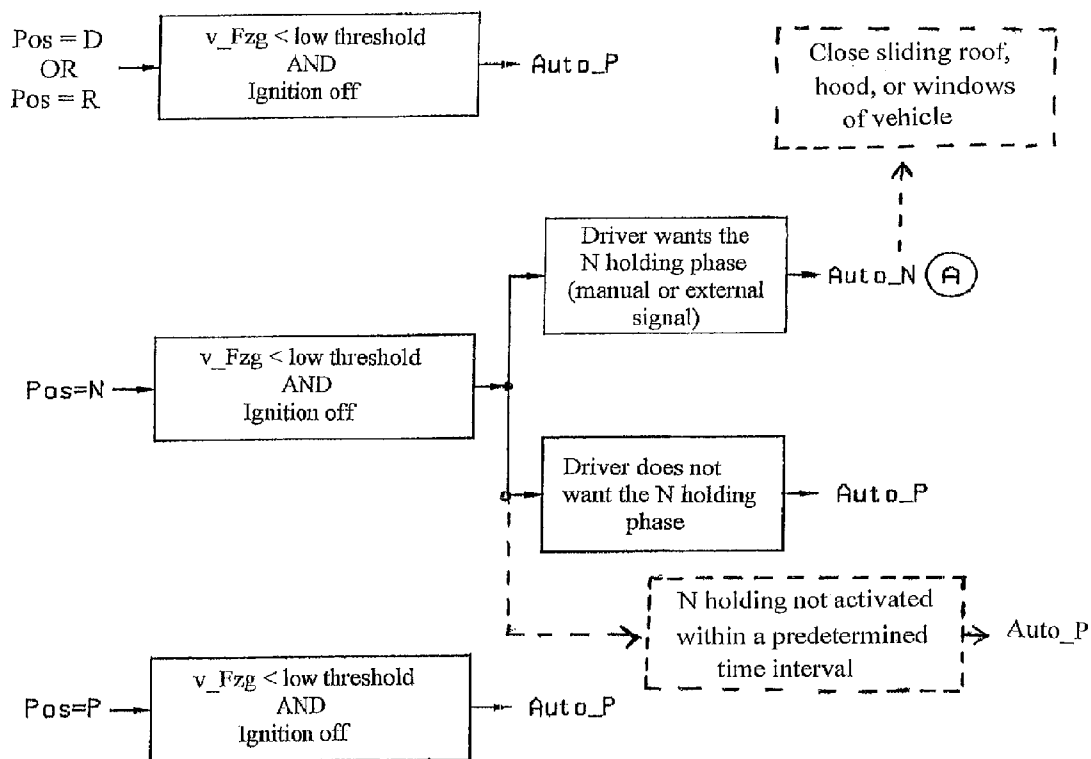 Pos = D
OR
Pos = R
v_Fzg < low threshold
AND
Ignition off
Auto_P
Close sliding roof,
hood, or windows
of vehicle
Driver wants the
N holding phase
(manual or external
signal)
Auto_N
A
Pos=N
v_Fzg < low threshold
AND
Ignition off
Driver does not
want the N holding
phase
Auto_P
N holding not activated
within a predetermined
time interval
Auto_P
Pos=P
v_Fzg < low threshold
AND
Ignition off
Auto_P